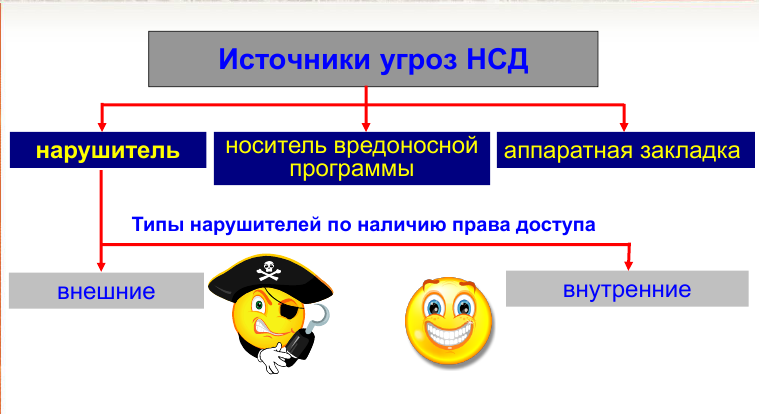 Источники угроз НСД
нарушитель
носитель вредоносной
программы
аппаратная закладка
Типы нарушителей по наличию права доступа
внешние
внутренние